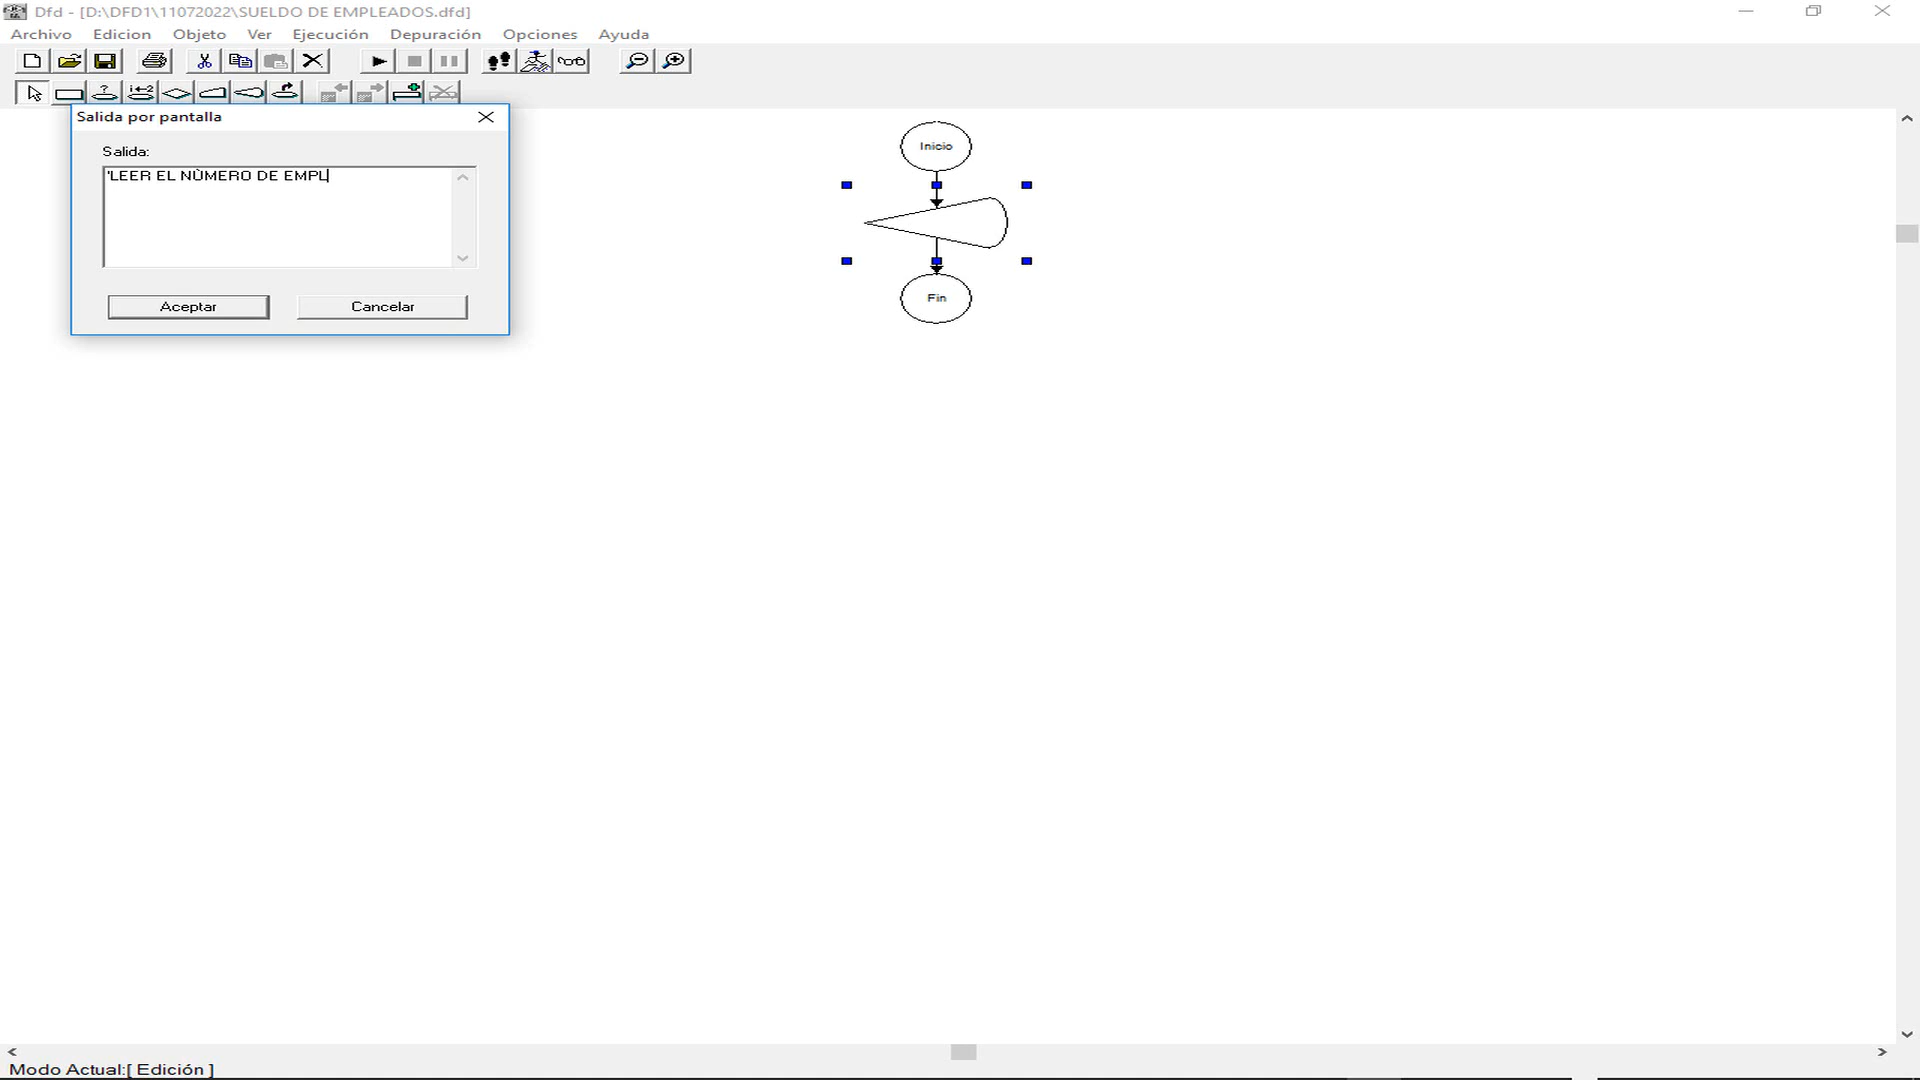 Dfd - [D:\DFD1\11072022\SUELDO DE EMPLEADOS.dfd]
Archivo Edicion Objeto Ver Ejecución Depuración Opciones Ayuda
Salida por pantalla
Salida:
'LEER EL NÙMERO DE EMPL
Aceptar Cancelar
Inicio
Fin
Modo Actual:[ Edición ]